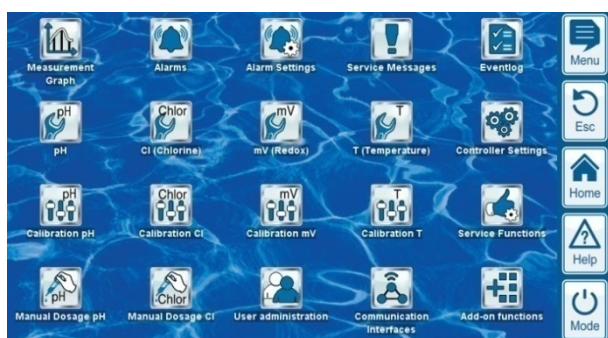 Measurement
Graph
Alarms
Alarm Settings
Service Messages
Eventlog
Menu
pH
Chlor
mV
T
pH
Cl (Chlorine)
mV (Redox)
T (Temperature)
Controller Settings
Esc
pH
Chlor
mV
T
Calibration pH
Calibration Cl
Calibration mV
Calibration T
Service Functions
Home
pH
Chlor
Manual Dosage pH
Manual Dosage Cl
User administration
Communication
Interfaces
Add-on functions
Help
Mode